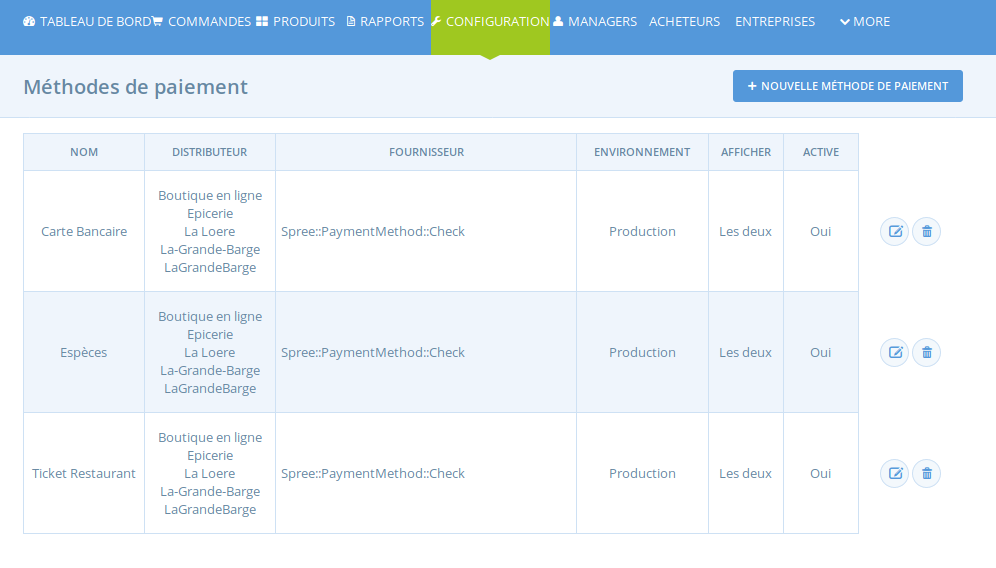 TABLEAU DE BORD COMMANDES PRODUITS RAPPORTS CONFIGURATION MANAGERS ACHETEURS ENTREPRISES MORE
Méthodes de paiement
+ NOUVELLE MÉTHODE DE PAIEMENT
NOM DISTRIBUTEUR FOURNISSEUR ENVIRONNEMENT AFFICHER ACTIVE
Boutique en ligne
Epicerie
Carte Bancaire La Loere Spree::PaymentMethod::Check Production Les deux Oui
La-Grande-Barge
LaGrandeBarge
Boutique en ligne
Epicerie
Espèces La Loere Spree::PaymentMethod::Check Production Les deux Oui
La-Grande-Barge
LaGrandeBarge
Boutique en ligne
Epicerie
Ticket Restaurant La Loere Spree::PaymentMethod::Check Production Les deux Oui
La-Grande-Barge
LaGrandeBarge